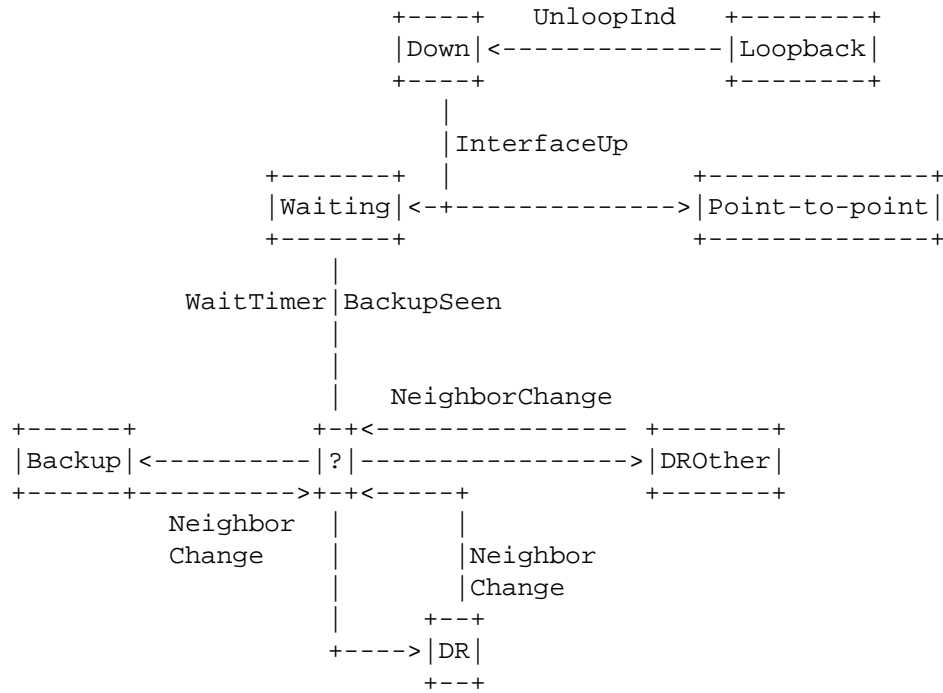 UnloopInd
Down Loopback
InterfaceUp
Waiting Point-to-point
WaitTimer BackupSeen
NeighborChange
Backup ? DROther
Neighbor
Change
Neighbor
Change
DR